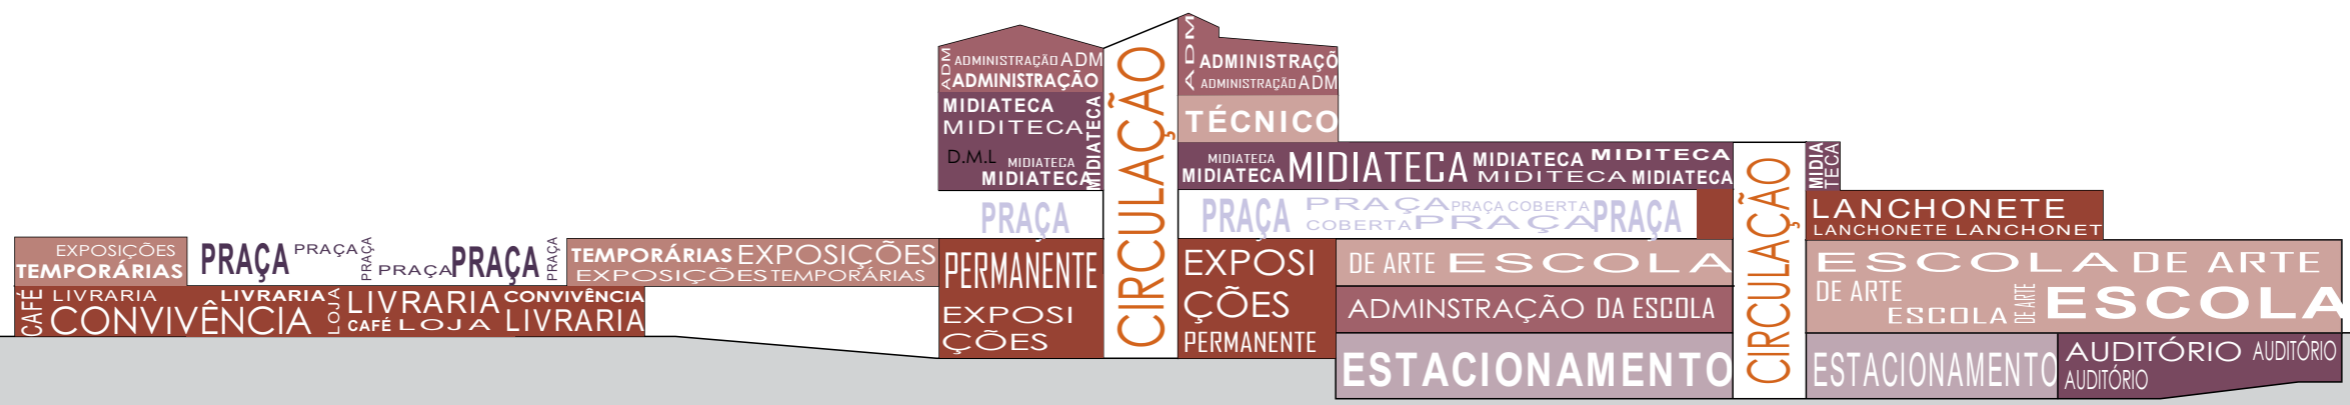 EXPOSIÇÕES
TEMPORÁRIAS
PRAÇA PRAÇA PRAÇA PRAÇA PRAÇA PRAÇA
TEMPORÁRIAS EXPOSIÇÕES
EXPOSIÇÕES TEMPORÁRIAS
CAFÉ LIVRARIA LIVRARIA LOJA LIVRARIA CONVIVÊNCIA
CONVIVÊNCIA CAFÉ LOJA LIVRARIA
ADM ADMINISTRAÇÃO ADM
ADMINISTRAÇÃO
MIDIATECA
MIDITECA
MIDIATECA
D.M.L MIDIATECA
MIDIATECA
PRAÇA
PERMANENTE
EXPOSI
ÇÕES
CIRCULAÇÃO
ADM
ADMINISTRAÇÕ
ADMINISTRAÇÃO ADM
TÉCNICO
MIDIATECA MIDIATECA MIDIATECA MIDITECA
MIDIATECA MIDITECA MIDIATECA
PRAÇA PRAÇA PRAÇA COBERTA PRAÇA
COBERTA PRAÇA
EXPOSI
ÇÕES
PERMANENTE
DE ARTE ESCOLA
ADMINSTRAÇÃO DA ESCOLA
ESTACIONAMENTO
CIRCULAÇÃO
MIDIA
TECA
LANCHONETE
LANCHONETE LANCHONET
ESCOLA DE ARTE
DE ARTE
ESCOLA DE ARTE ESCOLA
ESTACIONAMENTO
AUDITÓRIO AUDITÓRIO
AUDITÓRIO